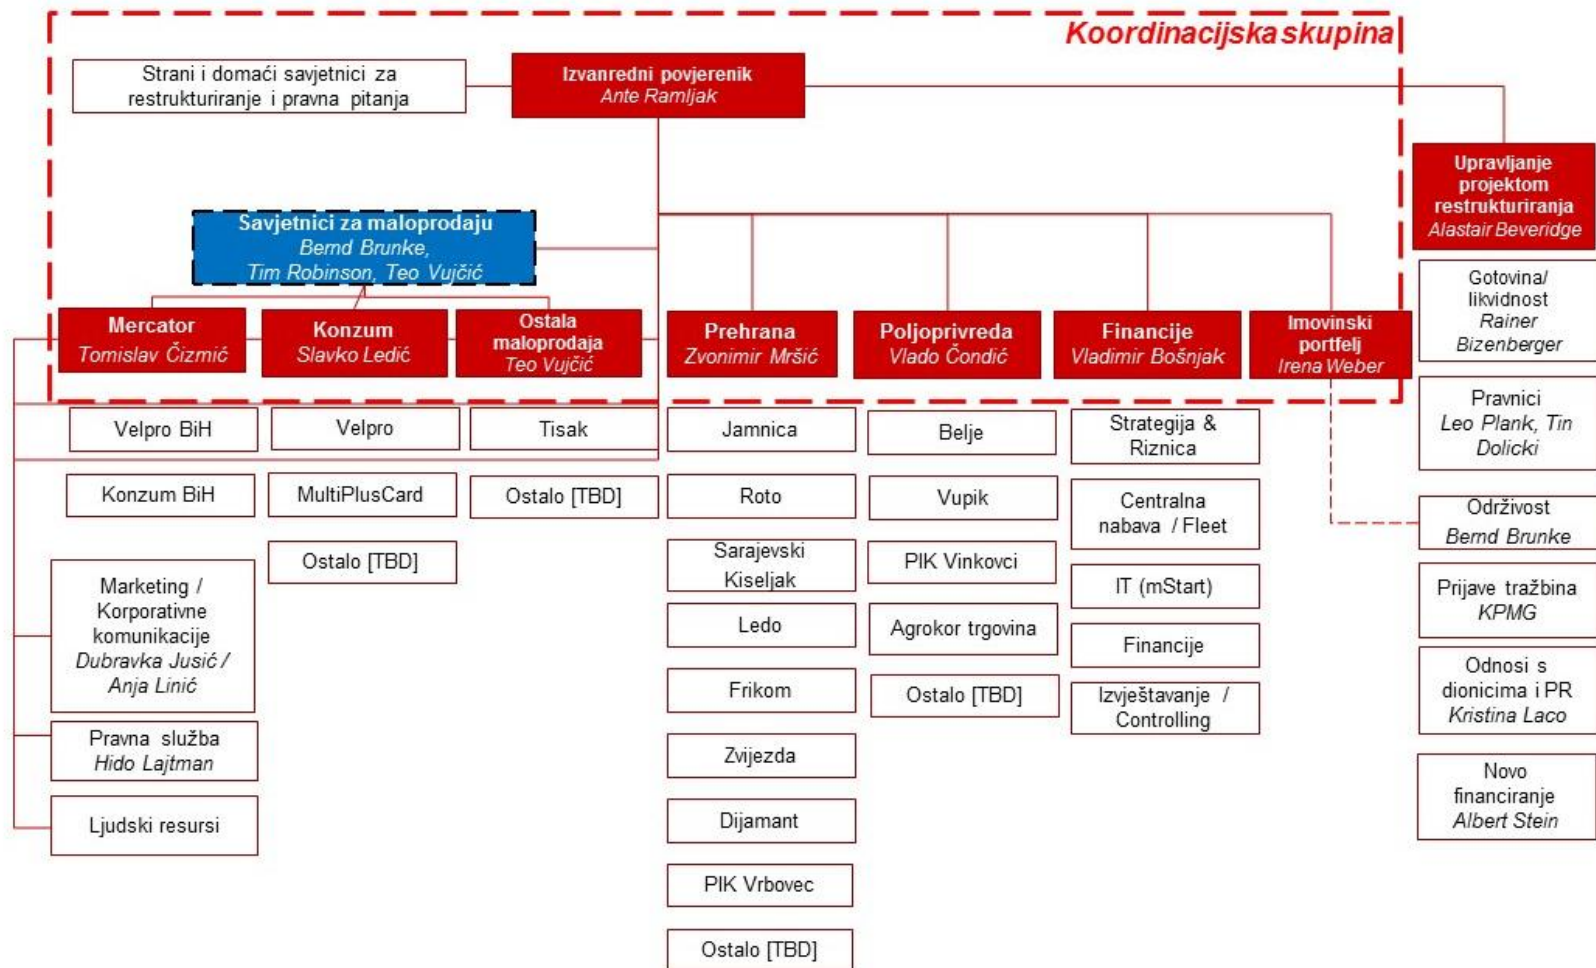 Koordinacijska skupina
Strani i domaći savjetnici za
restrukturiranje i pravna pitanja
Izvanredni povjerenik
Ante Ramljak
Upravljanje
projektom
restrukturiranja
Alastair Beveridge
Savjetnici za maloprodaju
Bernd Brunke,
Tim Robinson, Teo Vujčić
Mercator
Tomislav Čizmić
Konzum
Slavko Ledić
Ostala
maloprodaja
Teo Vujčić
Prehrana
Zvonimir Mršić
Poljoprivreda
Vlado Čondić
Financije
Vladimir Bošnjak
Imovinski
portfelj
Irena Weber
Velpro BiH
Konzum BiH
Marketing /
Korporativne
komunikacije
Dubravka Jusić /
Anja Linić
Pravna služba
Hido Lajtman
Ljudski resursi
Velpro
MultiPlusCard
Ostalo [TBD]
Tisak
Ostalo [TBD]
Jamnica
Roto
Sarajevski
Kiseljak
Ledo
Frikom
Zvijezda
Dijamant
PIK Vrbovec
Ostalo [TBD]
Belje
Vupik
PIK Vinkovci
Agrokor trgovina
Ostalo [TBD]
Strategija &
Riznica
Centralna
nabava / Fleet
IT (mStart)
Financije
Izvještavanje /
Controlling
Gotovina/
likvidnost
Rainer
Bizenberger
Pravnici
Leo Plank, Tin
Dolicki
Održivost
Bernd Brunke
Prijave tražbina
KPMG
Odnosi s
dionicima i PR
Kristina Laco
Novo
financiranje
Albert Stein